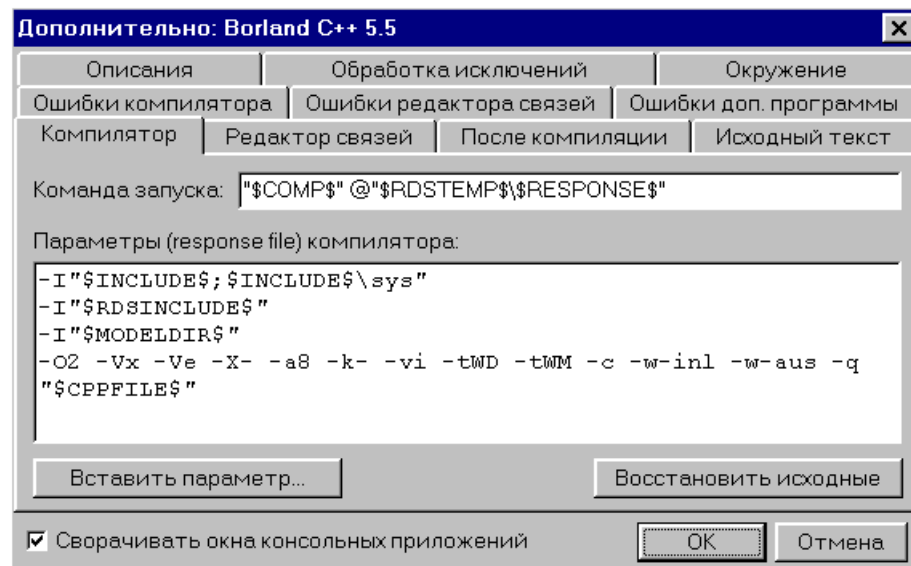 Дополнительно: Borland C++ 5.5
Описания Обработка исключений Окружение
Ошибки компилятора Ошибки редактора связей Ошибки доп. программы
Компилятор Редактор связей После компиляции Исходный текст
Команда запуска: "$COMP$" @"$RDSTEMP$\$RESPONSE$"
Параметры (response file) компилятора:
-I"$INCLUDE$;$INCLUDE$\sys"
-I"$RDSINCLUDE$"
-I"$MODELDIR$"
-O2 -Vx -Ve -X- -a8 -k- -vi -tWD -tWM -c -w-inl -w-aus -q
"$CPPFILE$"
Вставить параметр... Восстановить исходные
Сворачивать окна консольных приложений OK Отмена